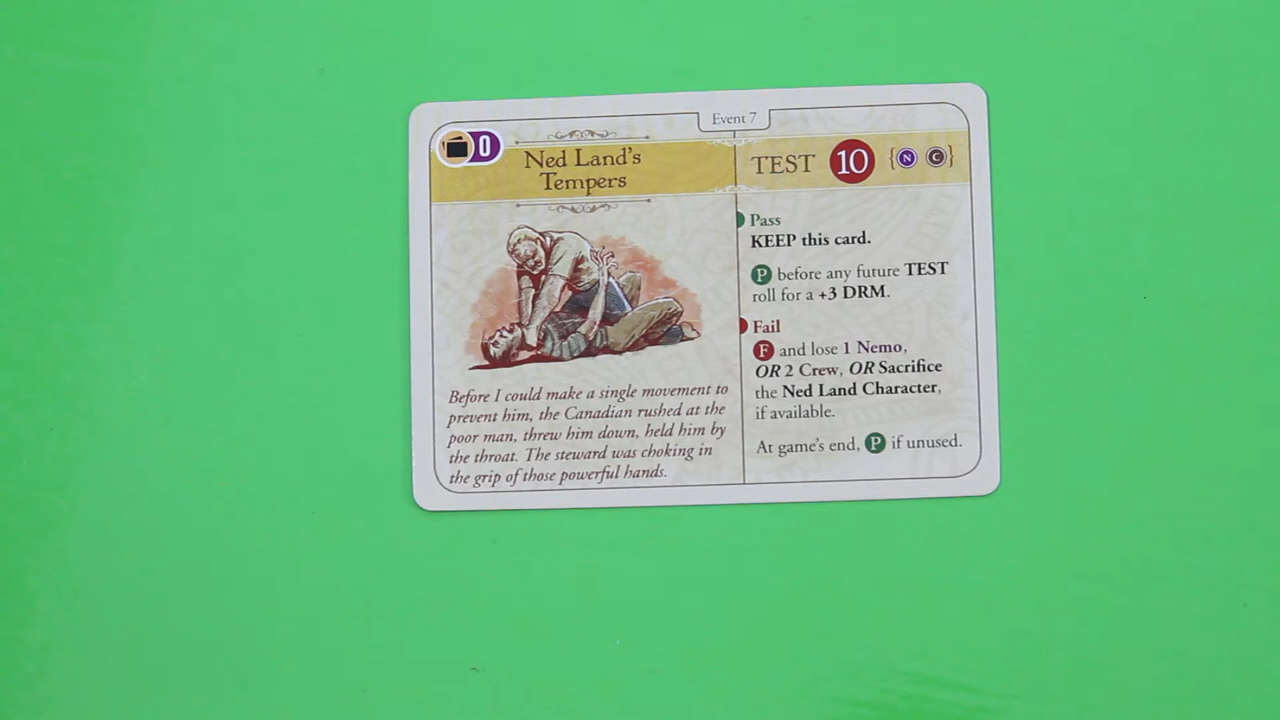 Event 7
0
Ned Land's
Tempers
Before I could make a single movement to
prevent him, the Canadian rushed at the
poor man, threw him down, held him by
the throat. The steward was choking in
the grip of those powerful hands.
TEST 10 {N C}
Pass
KEEP this card.
P before any future TEST
roll for a +3 DRM.
Fail
F and lose 1 Nemo,
OR 2 Crew, OR Sacrifice
the Ned Land Character,
if available.
At game's end, P if unused.